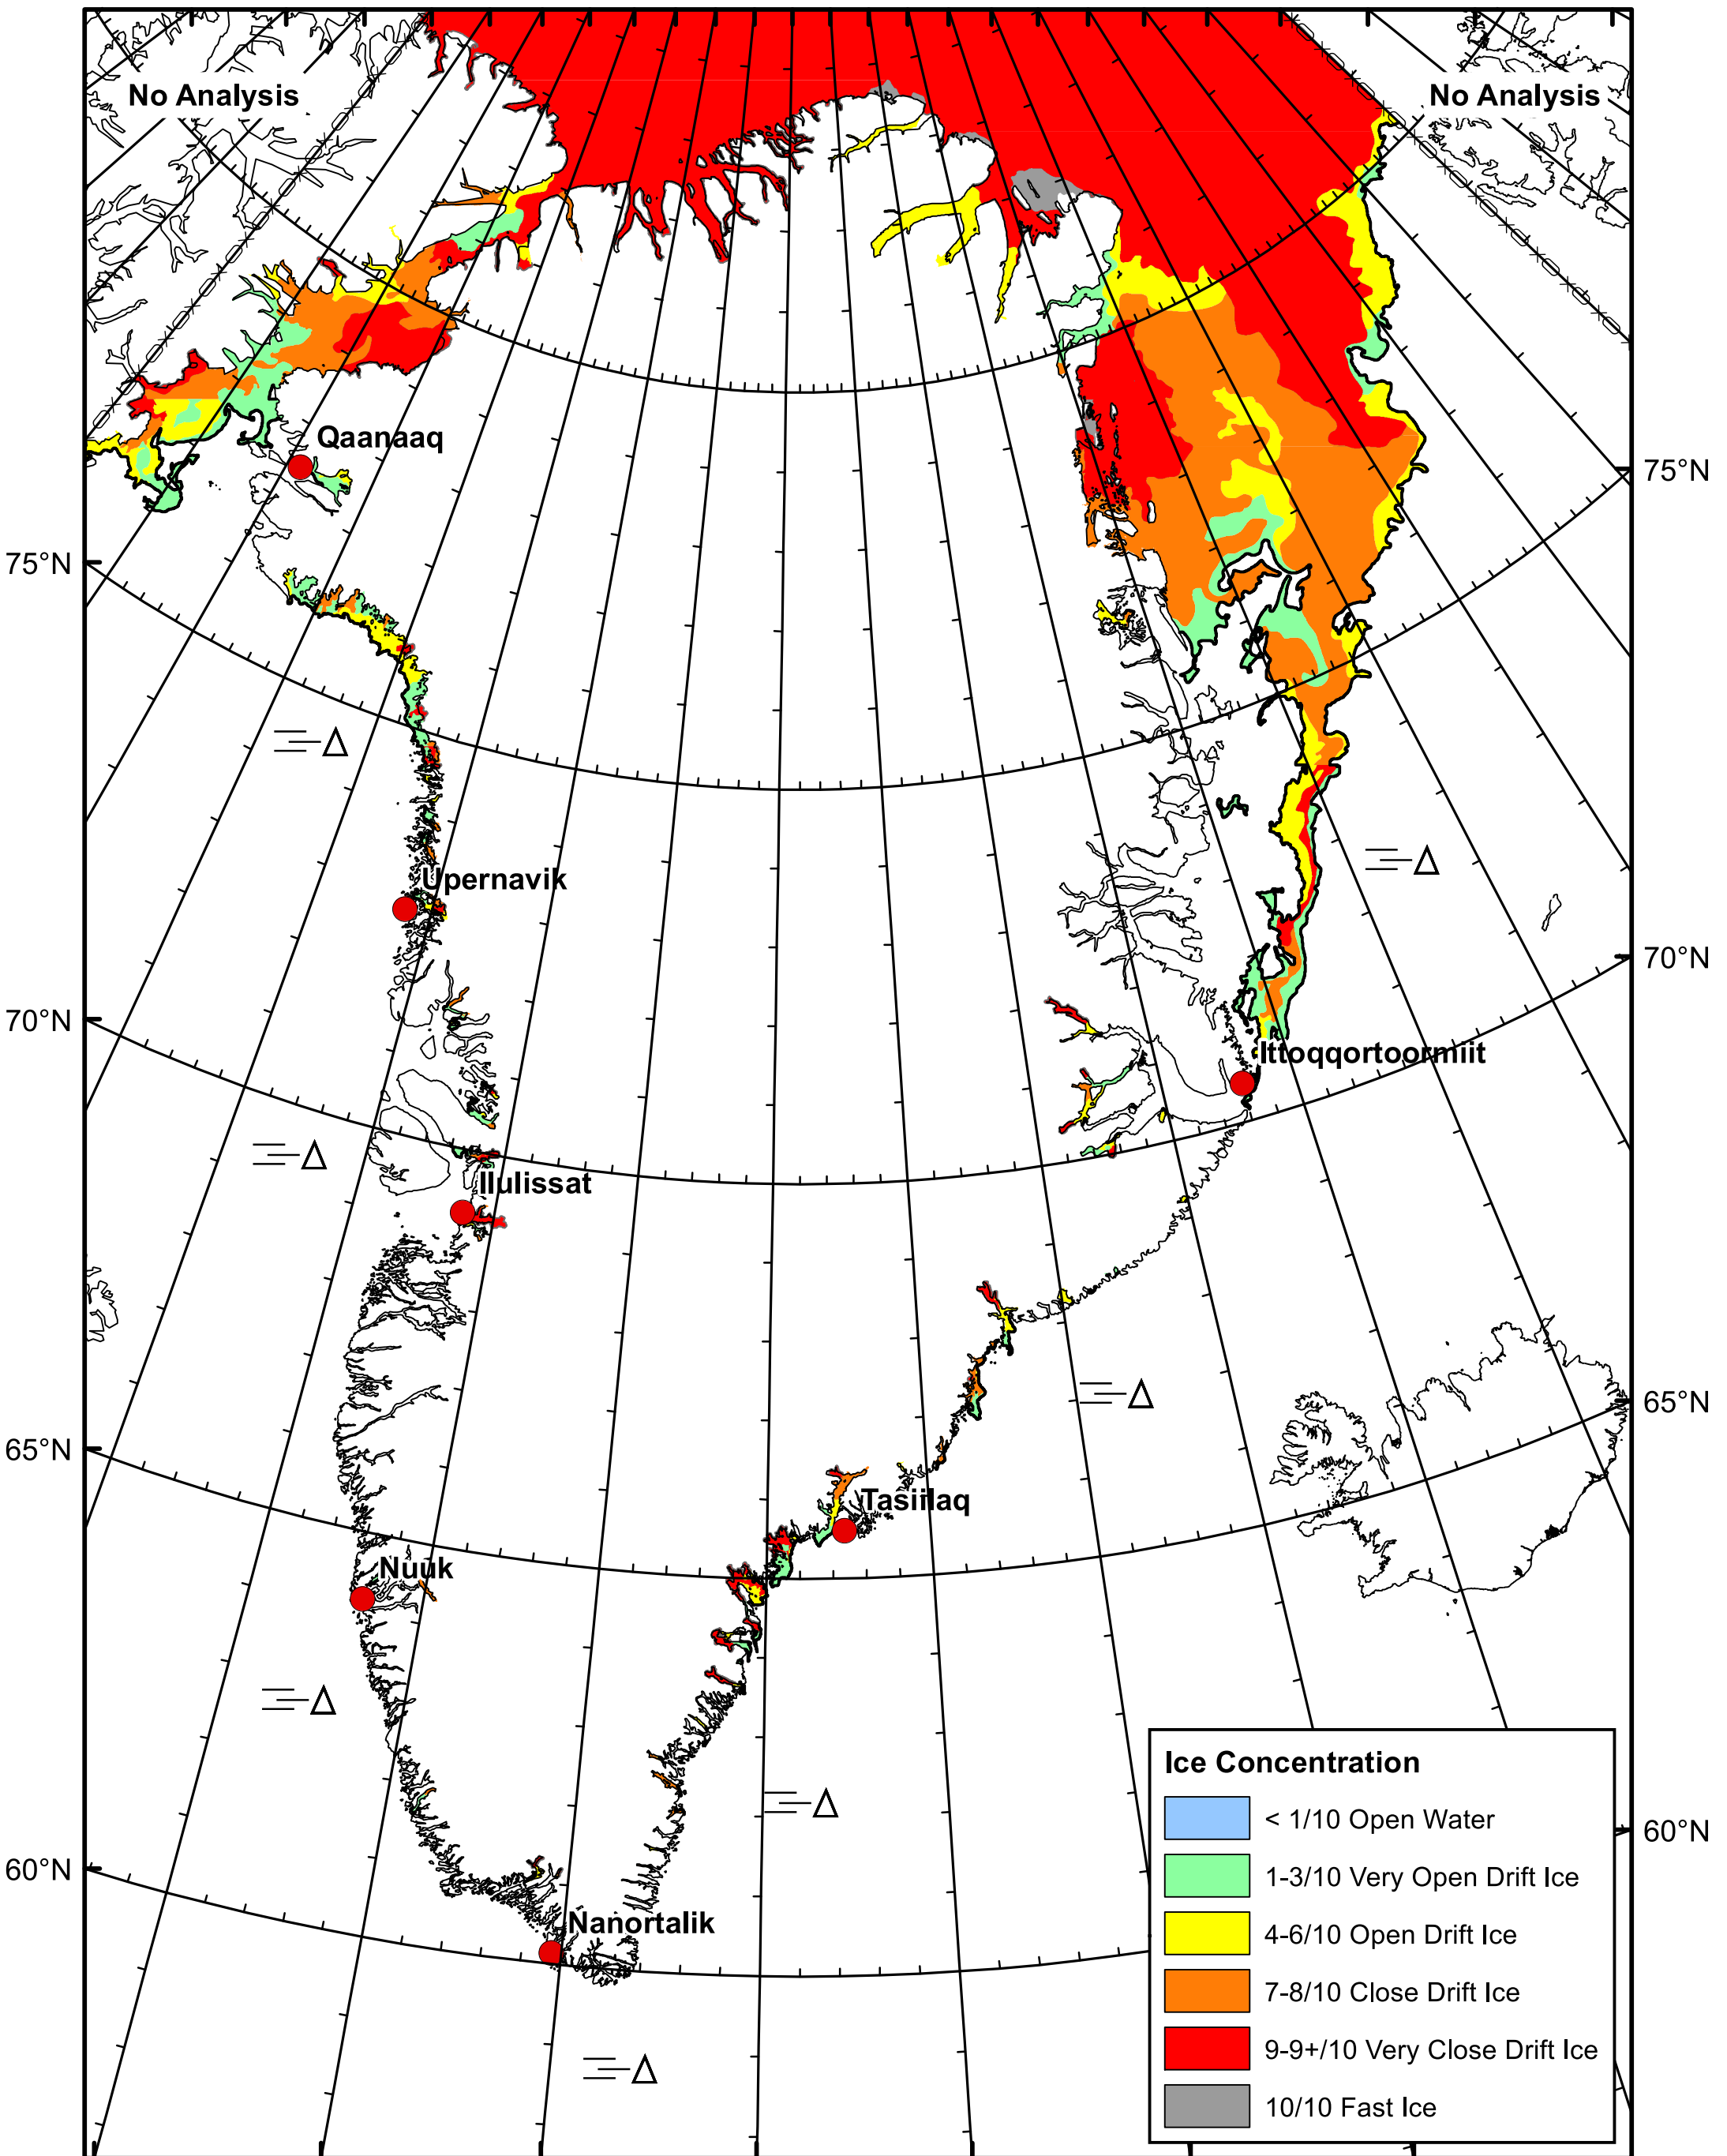 No Analysis
No Analysis
Qaanaaq
75°N
75°N
Upernavik
70°N
70°N
Ittoqqortoormiit
Ilulissat
65°N
65°N
Tasiilaq
Nuuk
60°N
60°N
Nanortalik
Ice Concentration
< 1/10 Open Water
1-3/10 Very Open Drift Ice
4-6/10 Open Drift Ice
7-8/10 Close Drift Ice
9-9+/10 Very Close Drift Ice
10/10 Fast Ice